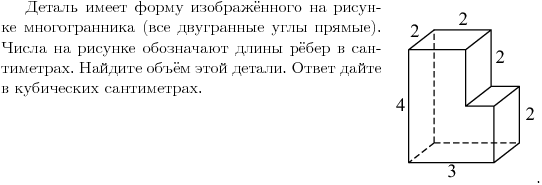 Деталь имеет форму изображённого на рисун-
ке многогранника (все двугранные углы прямые).
Числа на рисунке обозначают длины рёбер в сан-
тиметрах. Найдите объём этой детали. Ответ дайте
в кубических сантиметрах.
2
2
2
4
2
3
.